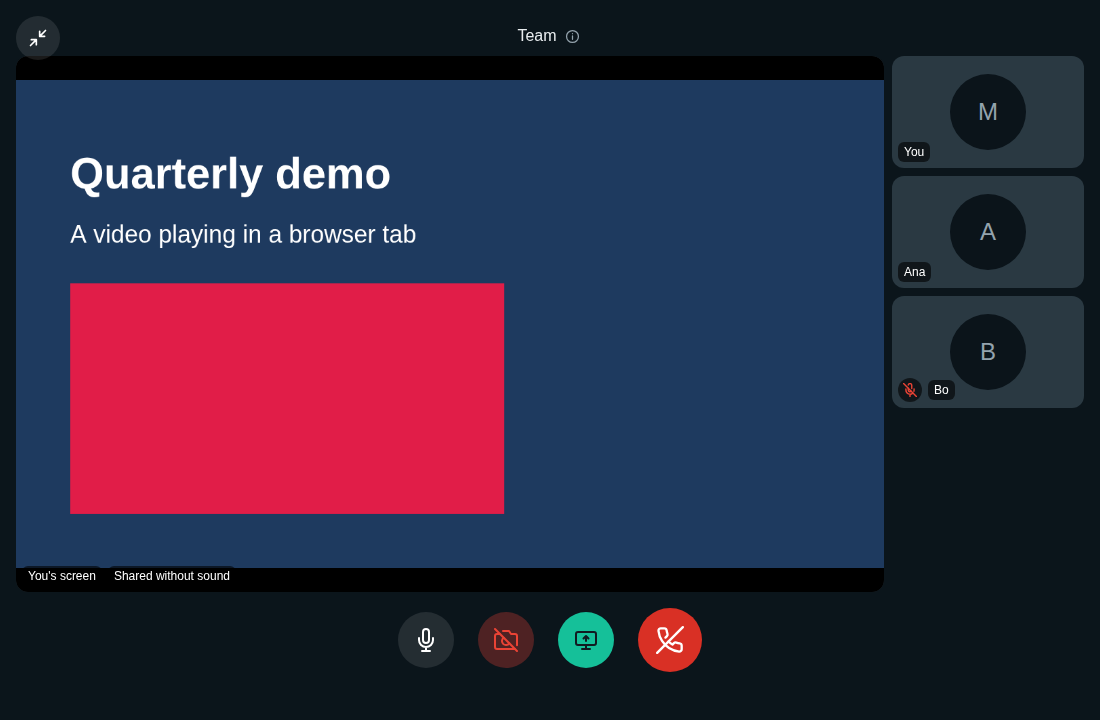 Team
Quarterly demo
A video playing in a browser tab
You's screen
Shared without sound
M
You
A
Ana
B
Bo